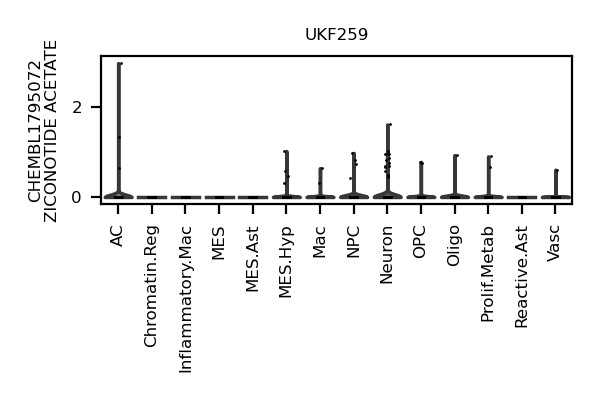 UKF259
CHEMBL1795072
ZICONOTIDE ACETATE
2
0
AC
Chromatin.Reg
Inflammatory.Mac
MES
MES.Ast
MES.Hyp
Mac
NPC
Neuron
OPC
Oligo
Prolif.Metab
Reactive.Ast
Vasc